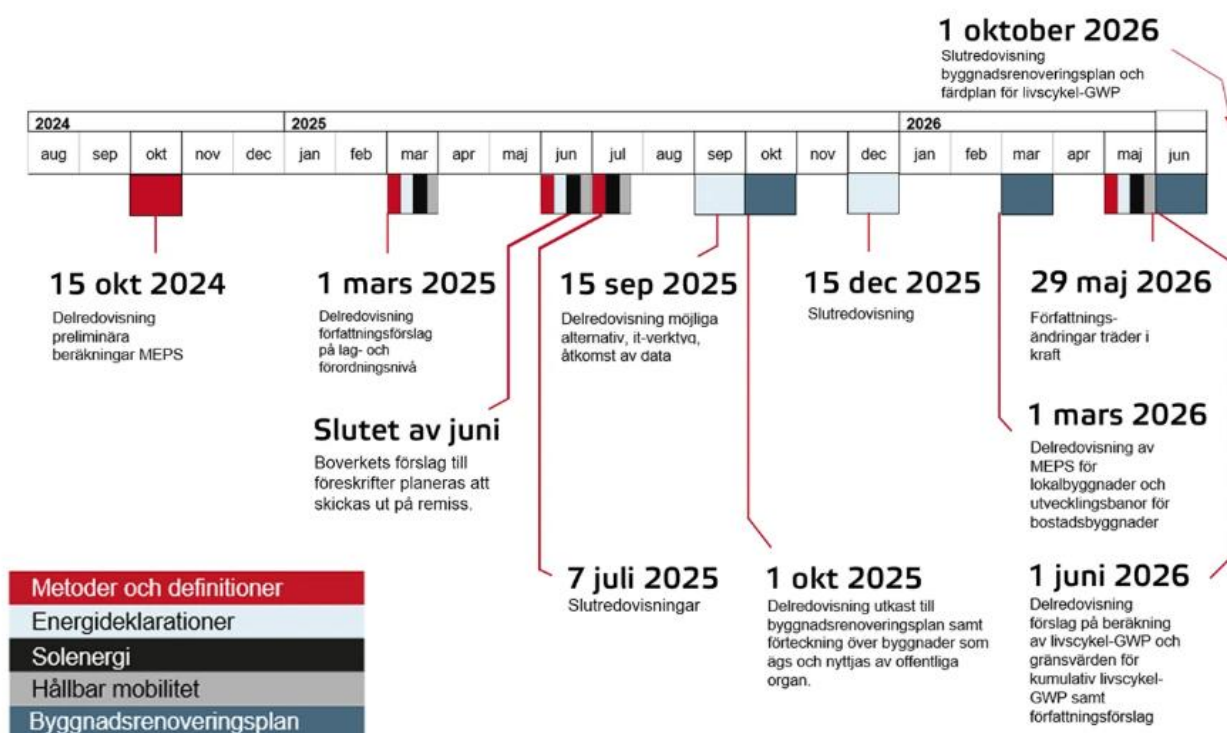 1 oktober 2026
Slutredovisning
byggnadsrenoveringsplan och
färdplan för livscykel-GWP
2024 2025 2026
aug sep okt nov dec jan feb mar apr maj jun jul aug sep okt nov dec jan feb mar apr maj jun
15 okt 2024
Delredovisning
preliminära
beräkningar MEPS
1 mars 2025
Delredovisning
författningsförslag
på lag- och
förordningsnivå
15 sep 2025
Delredovisning möjliga
alternativ, it-verktyg,
åtkomst av data
15 dec 2025
Slutredovisning
29 maj 2026
Författnings-
ändringar träder i
kraft
Slutet av juni
Boverkets förslag till
föreskrifter planeras att
skickas ut på remiss.
1 mars 2026
Delredovisning av
MEPS för
lokalbyggnader och
utvecklingsbanor för
bostadsbyggnader
7 juli 2025
Slutredovisningar
1 okt 2025
Delredovisning utkast till
byggnadsrenoveringsplan samt
förteckning över byggnader som
ägs och nyttjas av offentliga
organ.
1 juni 2026
Delredovisning
förslag på beräkning
av livscykel-GWP och
gränsvärden för
kumulativ livscykel-
GWP samt
författningsförslag
Metoder och definitioner
Energideklarationer
Solenergi
Hållbar mobilitet
Byggnadsrenoveringsplan